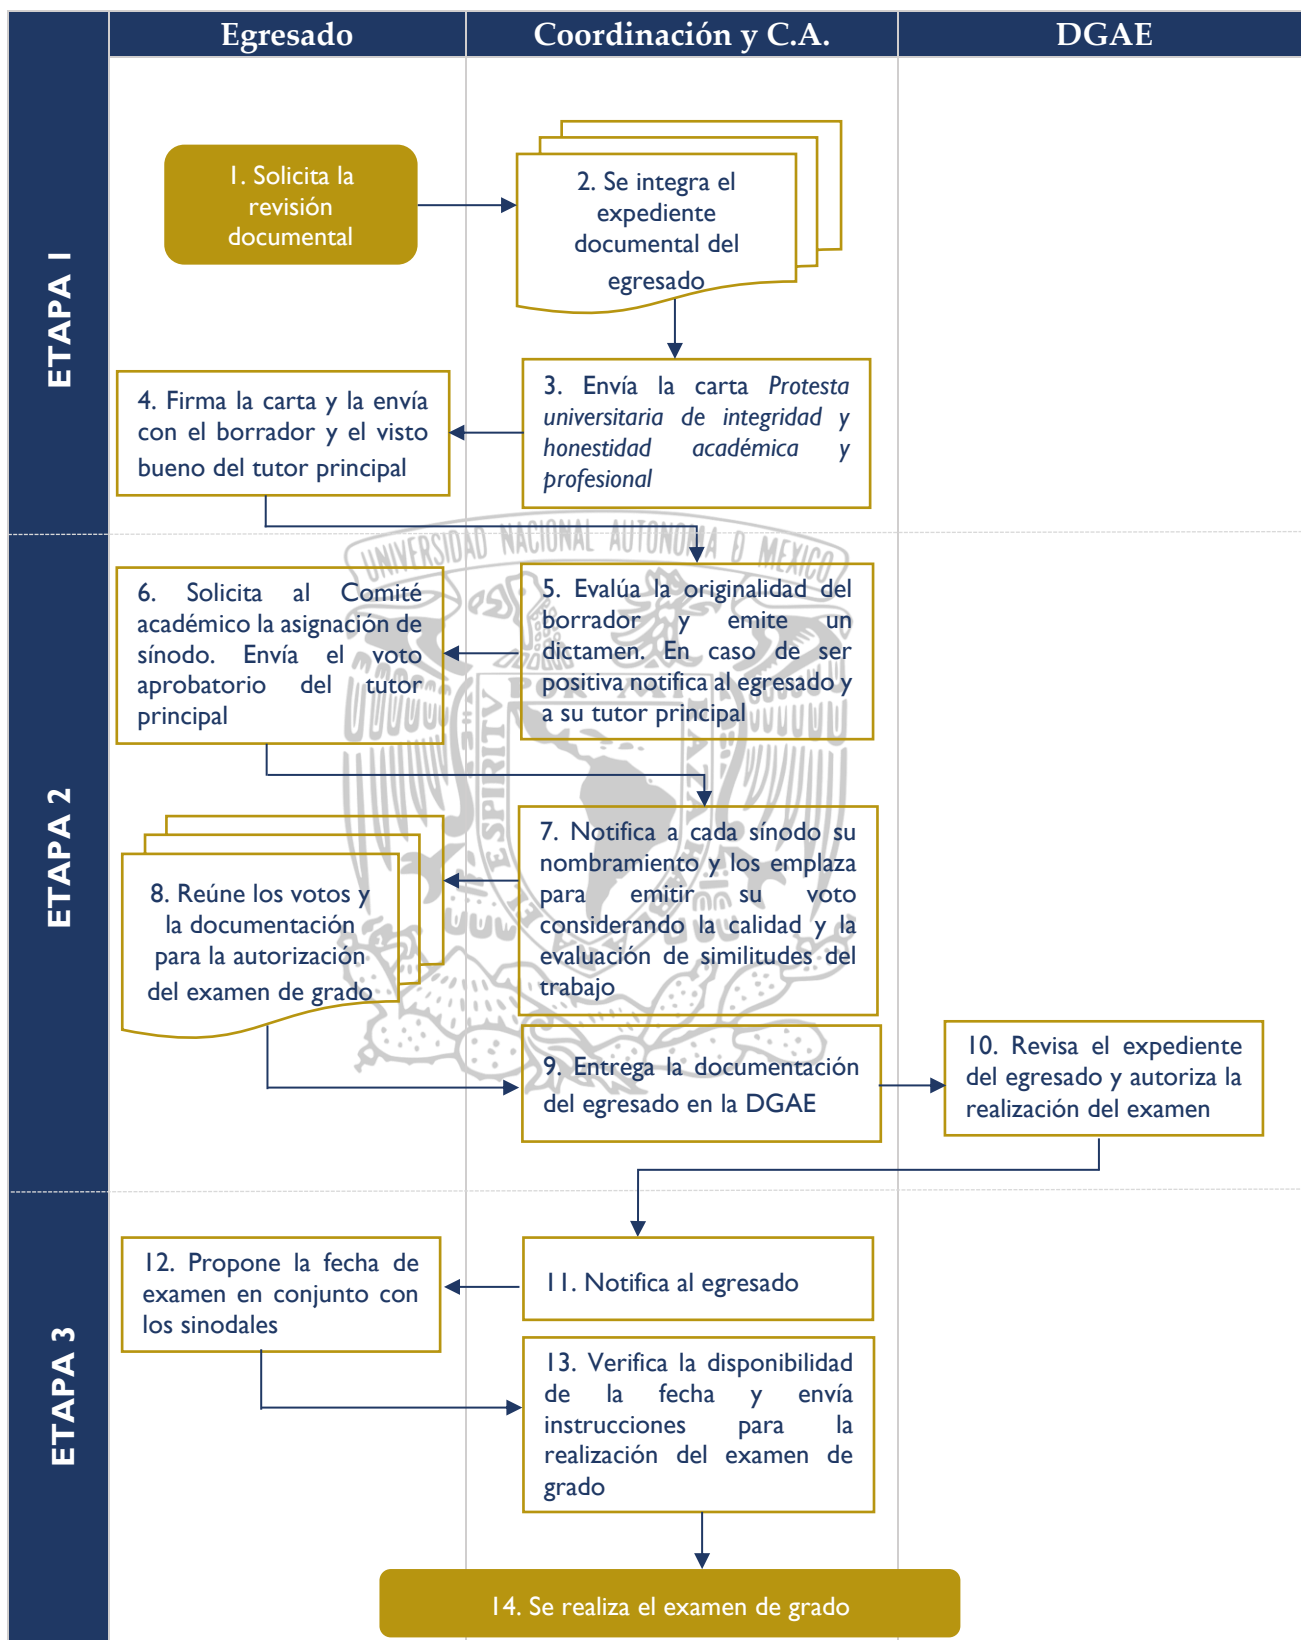 Egresado
Coordinación y C.A.
DGAE
ETAPA 1
1. Solicita la
revisión
documental
2. Se integra el
expediente
documental del
egresado
3. Envía la carta Protesta
universitaria de integridad y
honestidad académica y
profesional
4. Firma la carta y la envía
con el borrador y el visto
bueno del tutor principal
ETAPA 2
UNIVERSIDAD NACIONAL AUTONOMA D MEXICO
5. Evalúa la originalidad del
borrador y emite un
dictamen. En caso de ser
positiva notifica al egresado y
a su tutor principal
6. Solicita al Comité
académico la asignación de
sínodo. Envía el voto
aprobatorio del tutor
principal
POR MI
ESPIRITV
7. Notifica a cada sínodo su
nombramiento y los emplaza
para emitir su voto
considerando la calidad y la
evaluación de similitudes del
trabajo
8. Reúne los votos y
la documentación
para la autorización
del examen de grado
9. Entrega la documentación
del egresado en la DGAE
10. Revisa el expediente
del egresado y autoriza la
realización del examen
ETAPA 3
11. Notifica al egresado
12. Propone la fecha de
examen en conjunto con
los sinodales
13. Verifica la disponibilidad
de la fecha y envía
instrucciones para la
realización del examen de
grado
14. Se realiza el examen de grado